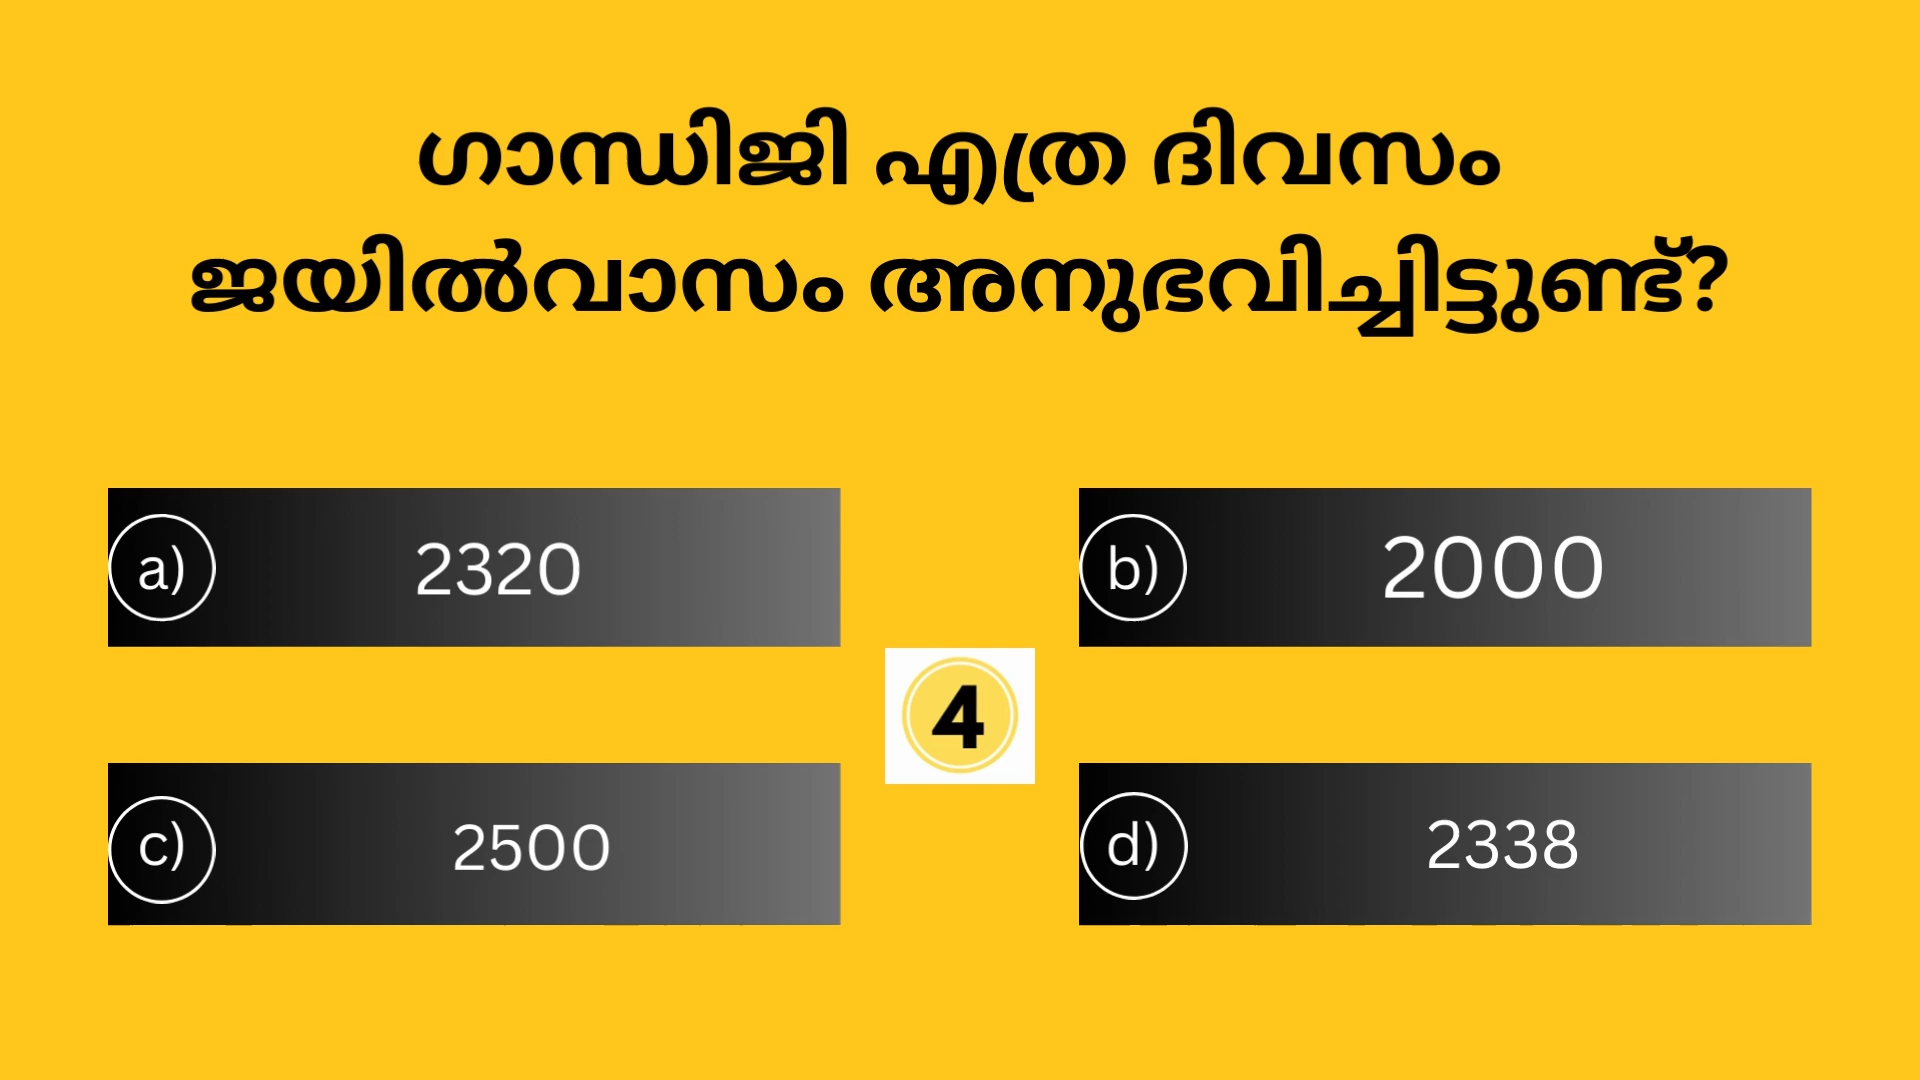 ഗാന്ധിജി എത്ര ദിവസം
ജയിൽവാസം അനുഭവിച്ചിട്ടുണ്ട്?
a) 2320
b) 2000
4
c) 2500
d) 2338